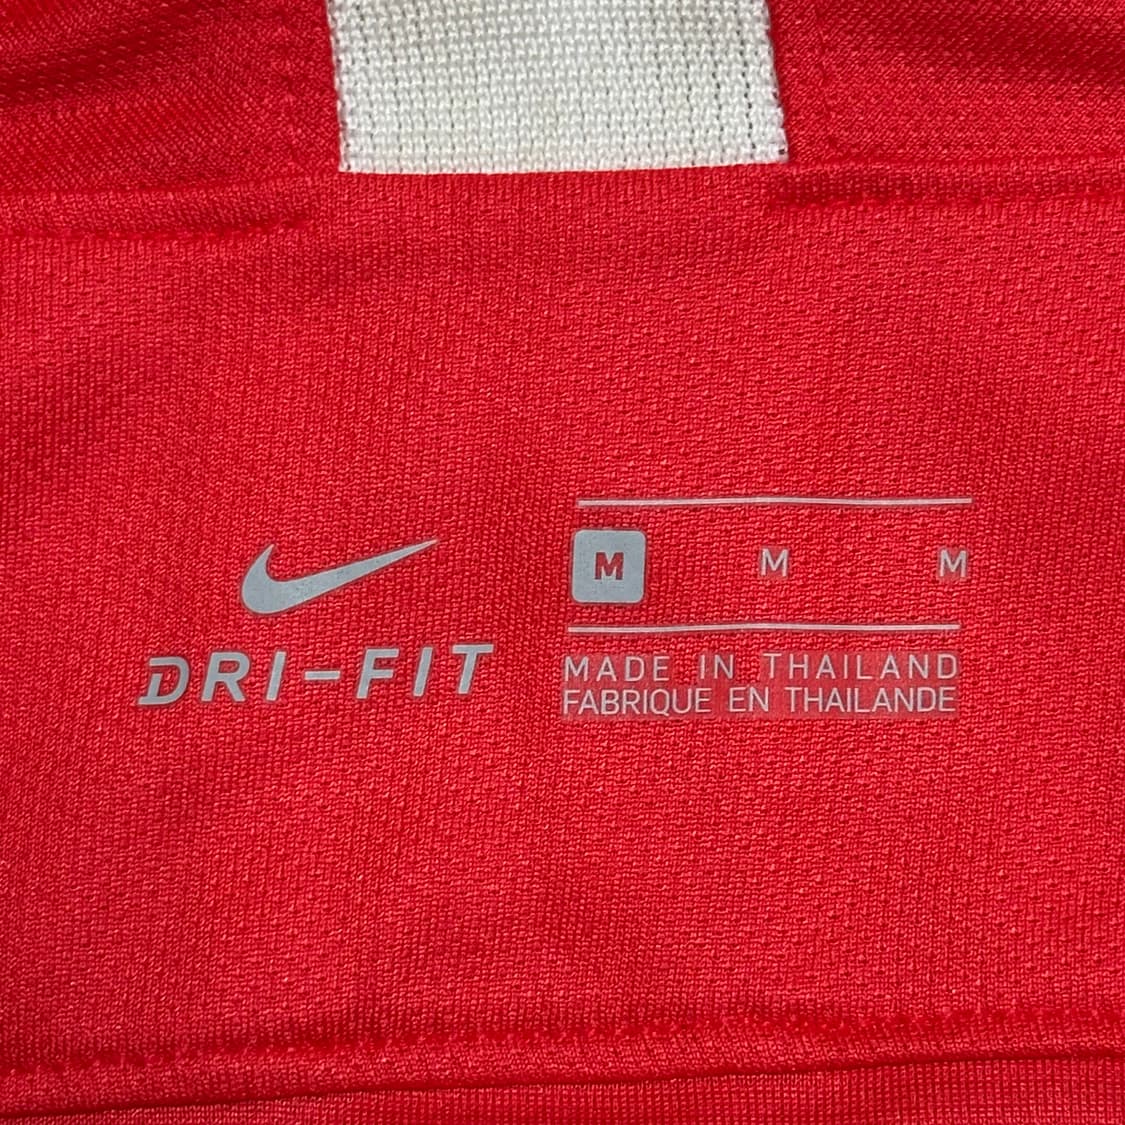 DRI-FIT
M M M
MADE IN THAILAND
FABRIQUE EN THAILANDE